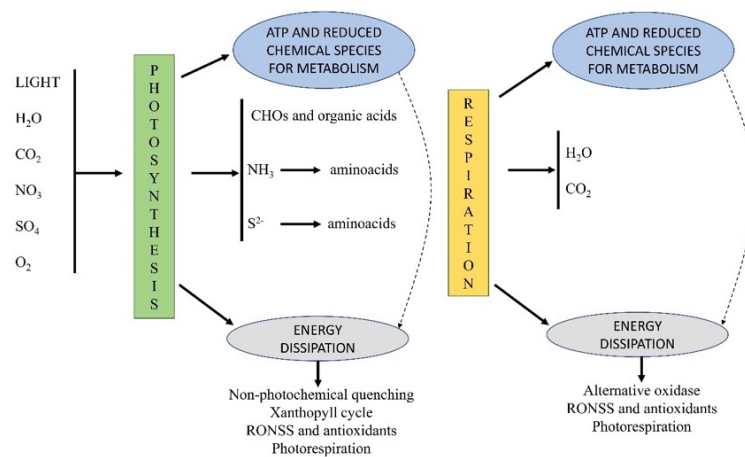 LIGHT
H₂O
CO₂
NO₃
SO₄
O₂
PHOTOSYNTHESIS
ATP AND REDUCED
CHEMICAL SPECIES
FOR METABOLISM
CHOs and organic acids
NH₃ → aminoacids
S²⁻ → aminoacids
ENERGY
DISSIPATION
Non-photochemical quenching
Xanthopyll cycle
RONSS and antioxidants
Photorespiration
RESPIRATION
ATP AND REDUCED
CHEMICAL SPECIES
FOR METABOLISM
H₂O
CO₂
ENERGY
DISSIPATION
Alternative oxidase
RONSS and antioxidants
Photorespiration